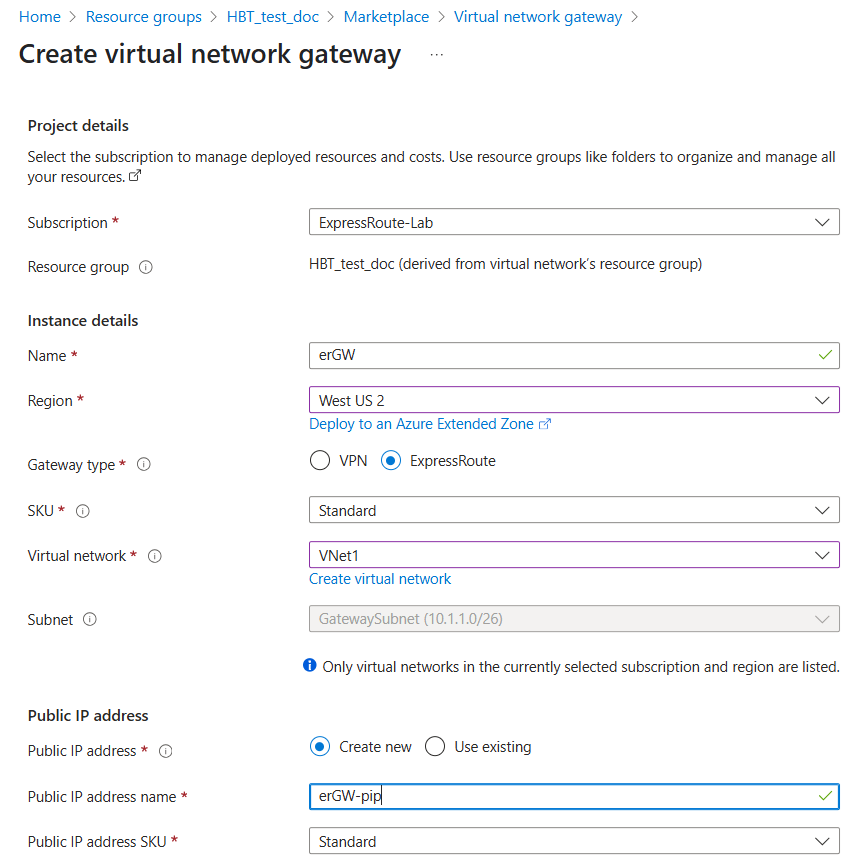 Home > Resource groups > HBT_test_doc > Marketplace > Virtual network gateway >
Create virtual network gateway ...
Project details
Select the subscription to manage deployed resources and costs. Use resource groups like folders to organize and manage all
your resources.
Subscription * ExpressRoute-Lab
Resource group HBT_test_doc (derived from virtual network's resource group)
Instance details
Name * erGW
Region * West US 2
Deploy to an Azure Extended Zone
Gateway type * VPN ExpressRoute
SKU * Standard
Virtual network * VNet1
Create virtual network
Subnet GatewaySubnet (10.1.1.0/26)
Only virtual networks in the currently selected subscription and region are listed.
Public IP address
Public IP address * Create new Use existing
Public IP address name * erGW-pip
Public IP address SKU * Standard